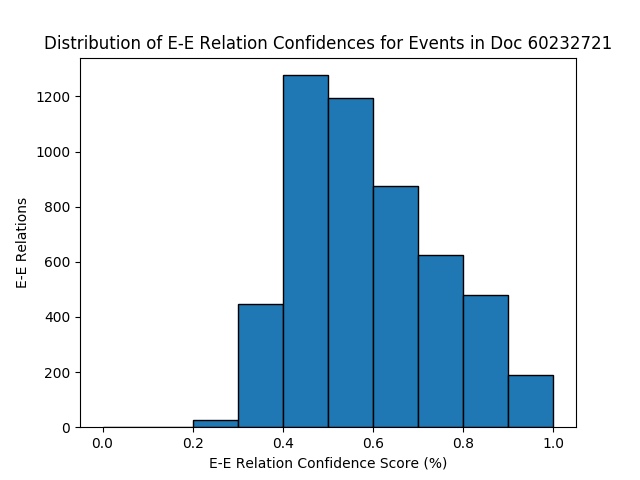 Distribution of E-E Relation Confidences for Events in Doc 60232721
1200
1000
800
600
400
200
0
E-E Relations
0.0 0.2 0.4 0.6 0.8 1.0
E-E Relation Confidence Score (%)